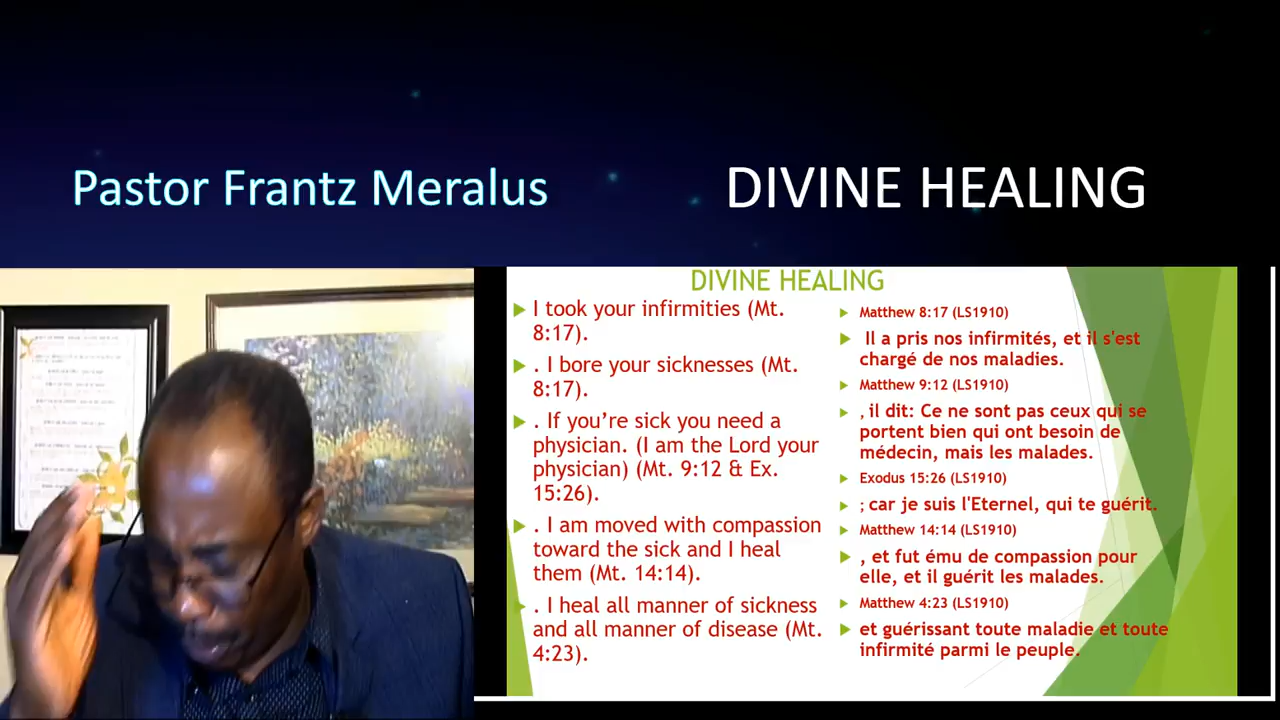 Pastor Frantz Meralus
DIVINE HEALING
DIVINE HEALING
I took your infirmities (Mt.
8:17).
. I bore your sicknesses (Mt.
8:17).
. If you’re sick you need a
physician. (I am the Lord your
physician) (Mt. 9:12 & Ex.
15:26).
. I am moved with compassion
toward the sick and I heal
them (Mt. 14:14).
. I heal all manner of sickness
and all manner of disease (Mt.
4:23).
Matthew 8:17 (LS1910)
Il a pris nos infirmités, et il s'est
chargé de nos maladies.
Matthew 9:12 (LS1910)
, il dit: Ce ne sont pas ceux qui se
portent bien qui ont besoin de
médecin, mais les malades.
Exodus 15:26 (LS1910)
; car je suis l'Eternel, qui te guérit.
Matthew 14:14 (LS1910)
, et fut ému de compassion pour
elle, et il guérit les malades.
Matthew 4:23 (LS1910)
et guérissant toute maladie et toute
infirmité parmi le peuple.